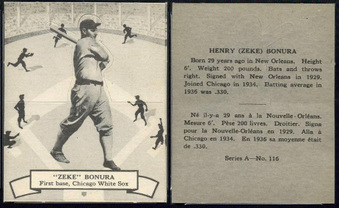 "ZEKE" BONURA
First base, Chicago White Sox
HENRY (ZEKE) BONURA
Born 29 years ago in New Orleans. Height
6'. Weight 200 pounds. Bats and throws
right. Signed with New Orleans in 1929.
Joined Chicago in 1934. Batting average in
1936 was .330.
Né il-y-a 29 ans à la Nouvelle-Orléans.
Mesure 6'. Pèse 200 livres. Droitier. Signa
pour la Nouvelle-Orléans en 1929. Alla à
Chicago en 1934. En 1936 sa moyenne était
de .330.
Series A—No. 116